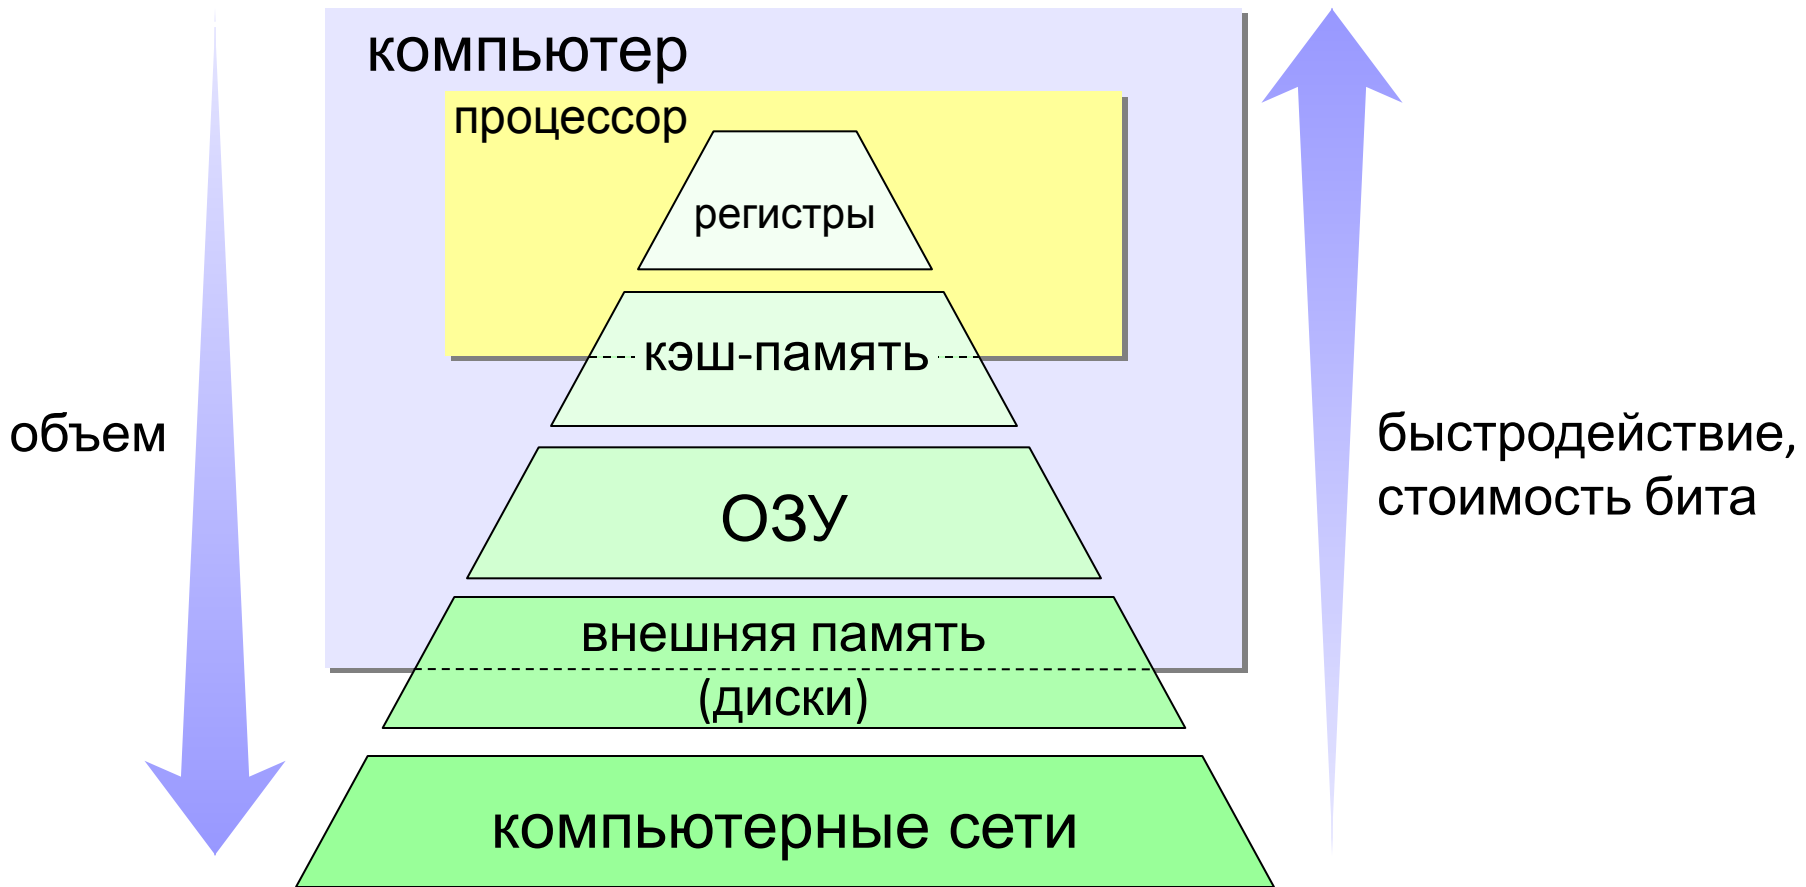 компьютер
процессор
регистры
кэш-память
объем
быстродействие,
стоимость бита
ОЗУ
внешняя память
(диски)
компьютерные сети